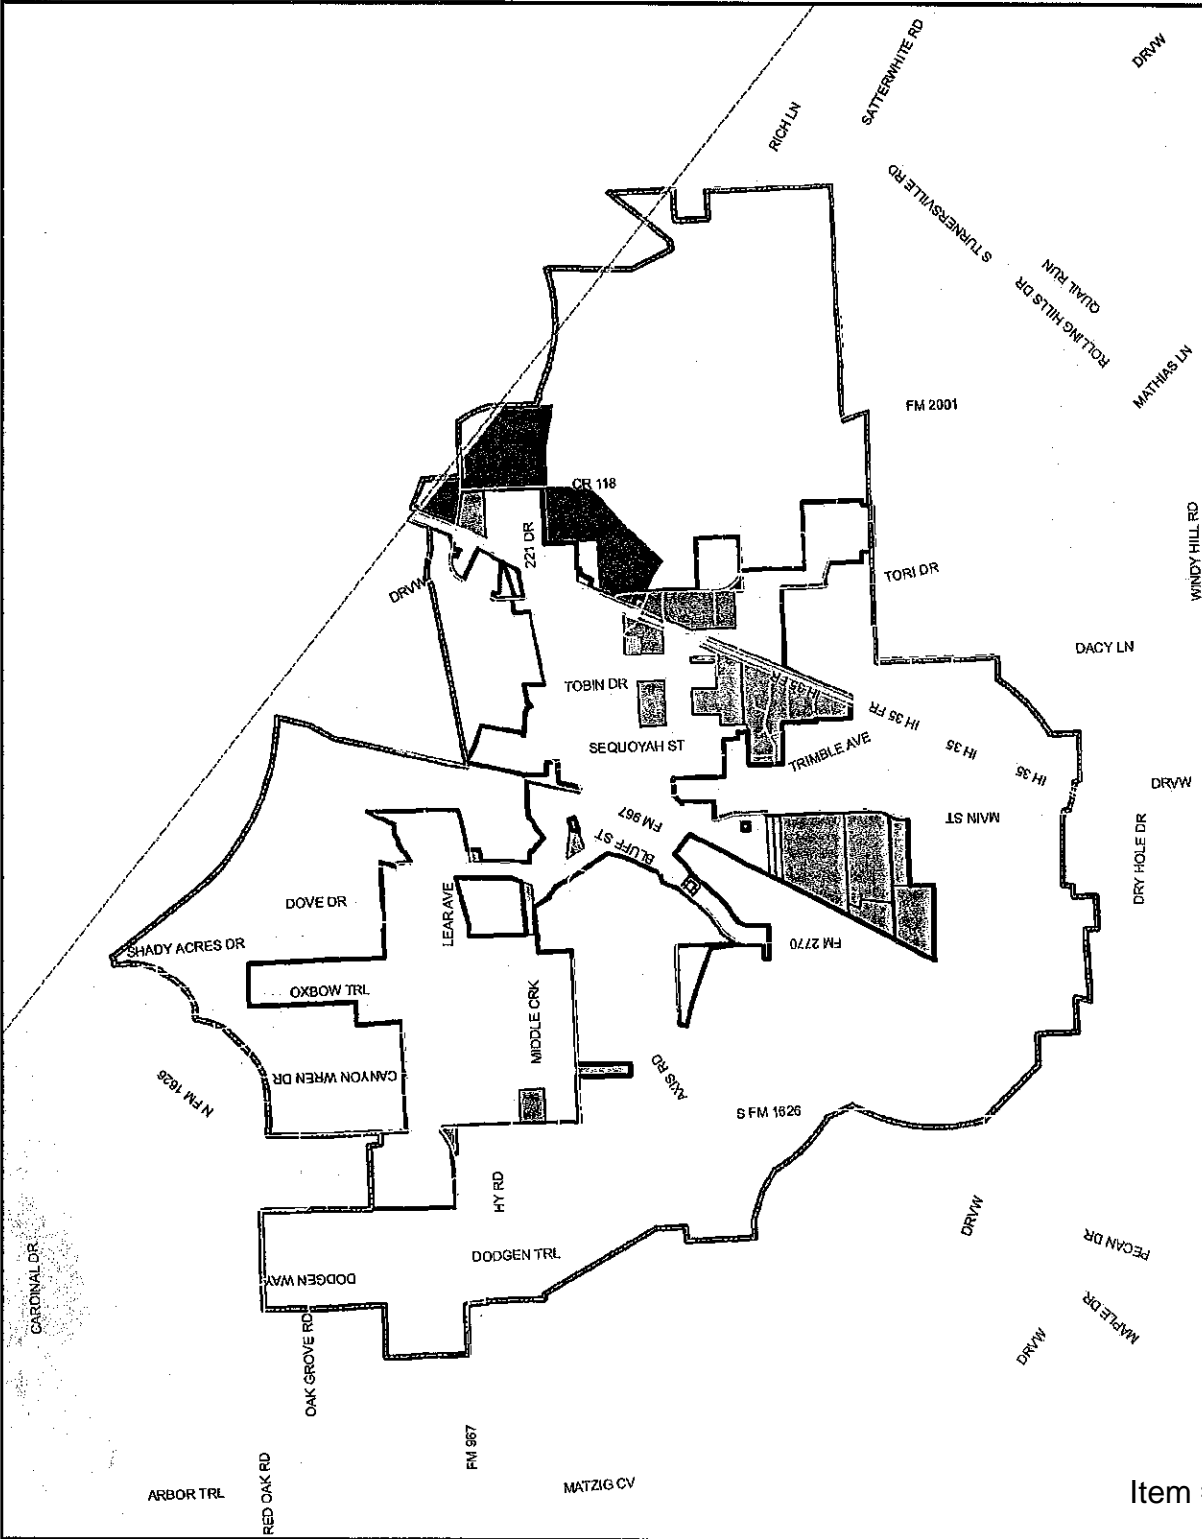 SATTERWHITE RD
DRVW
RICH LN
S TURNERSVILLE RD
QUAIL RUN
ROLLING HILLS DR
MATHIAS LN
FM 2001
CR 118
221 DR
WINDY HILL RD
TORI DR
DRVW
DACY LN
TOBIN DR
IH 35 FR
IH 35 FR
SEQUOYAH ST
TRIMBLE AVE
IH 35
IH 35
DRVW
FM 967
MAIN ST
BLUFF ST
DRY HOLE DR
DOVE DR
LEAR AVE
SHADY ACRES DR
FM 2770
OXBOW TRL
MIDDLE CRK
CANYON WREN DR
N FM 1626
AXIS RD
S FM 1626
HY RD
DRVW
PECAN DR
DODGEN TRL
DODGEN WAY
CARDINAL DR
MAPLE DR
OAK GROVE RD
DRVW
FM 967
RED OAK RD
ARBOR TRL
MATZIG CV
Item